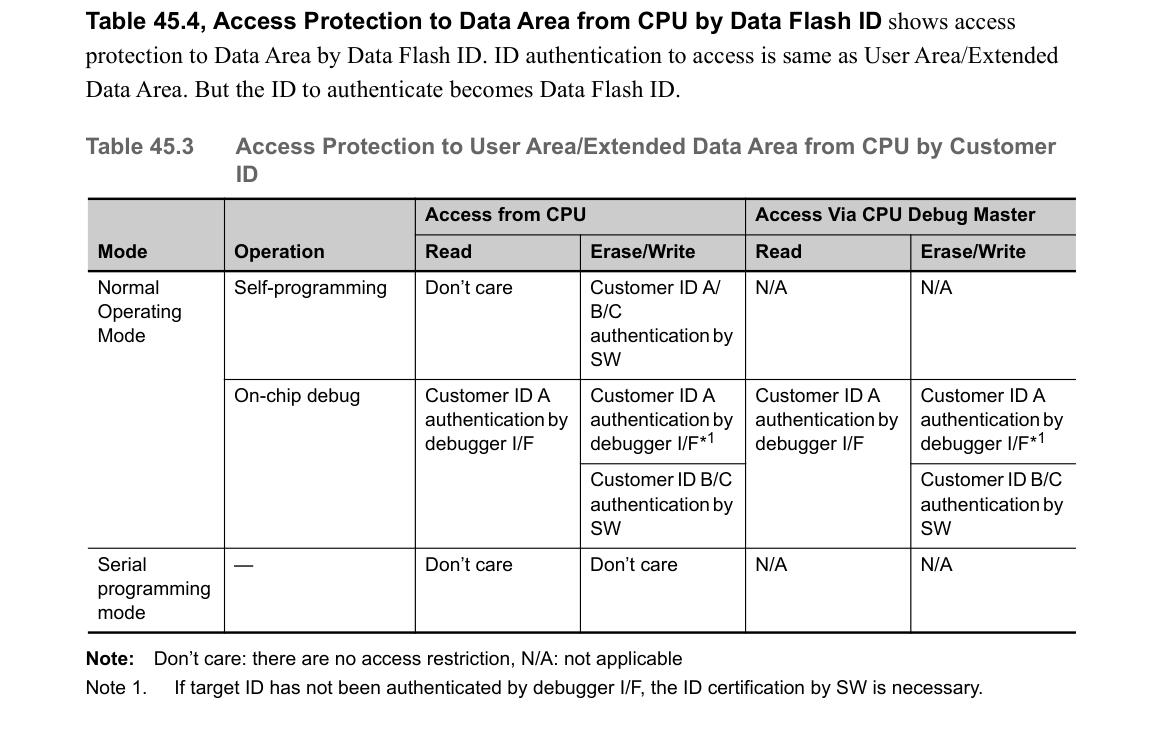 Table 45.4, Access Protection to Data Area from CPU by Data Flash ID shows access
protection to Data Area by Data Flash ID. ID authentication to access is same as User Area/Extended
Data Area. But the ID to authenticate becomes Data Flash ID.
Table 45.3 Access Protection to User Area/Extended Data Area from CPU by Customer
ID
Access from CPU Access Via CPU Debug Master
Mode Operation Read Erase/Write Read Erase/Write
Normal Self-programming Don’t care Customer ID A/ N/A N/A
Operating B/C
Mode authentication by
SW
On-chip debug Customer ID A Customer ID A Customer ID A Customer ID A
authentication by authentication by authentication by authentication by
debugger I/F debugger I/F*1 debugger I/F debugger I/F*1
Customer ID B/C Customer ID B/C
authentication by authentication by
SW SW
Serial — Don’t care Don’t care N/A N/A
programming
mode
Note: Don’t care: there are no access restriction, N/A: not applicable
Note 1. If target ID has not been authenticated by debugger I/F, the ID certification by SW is necessary.